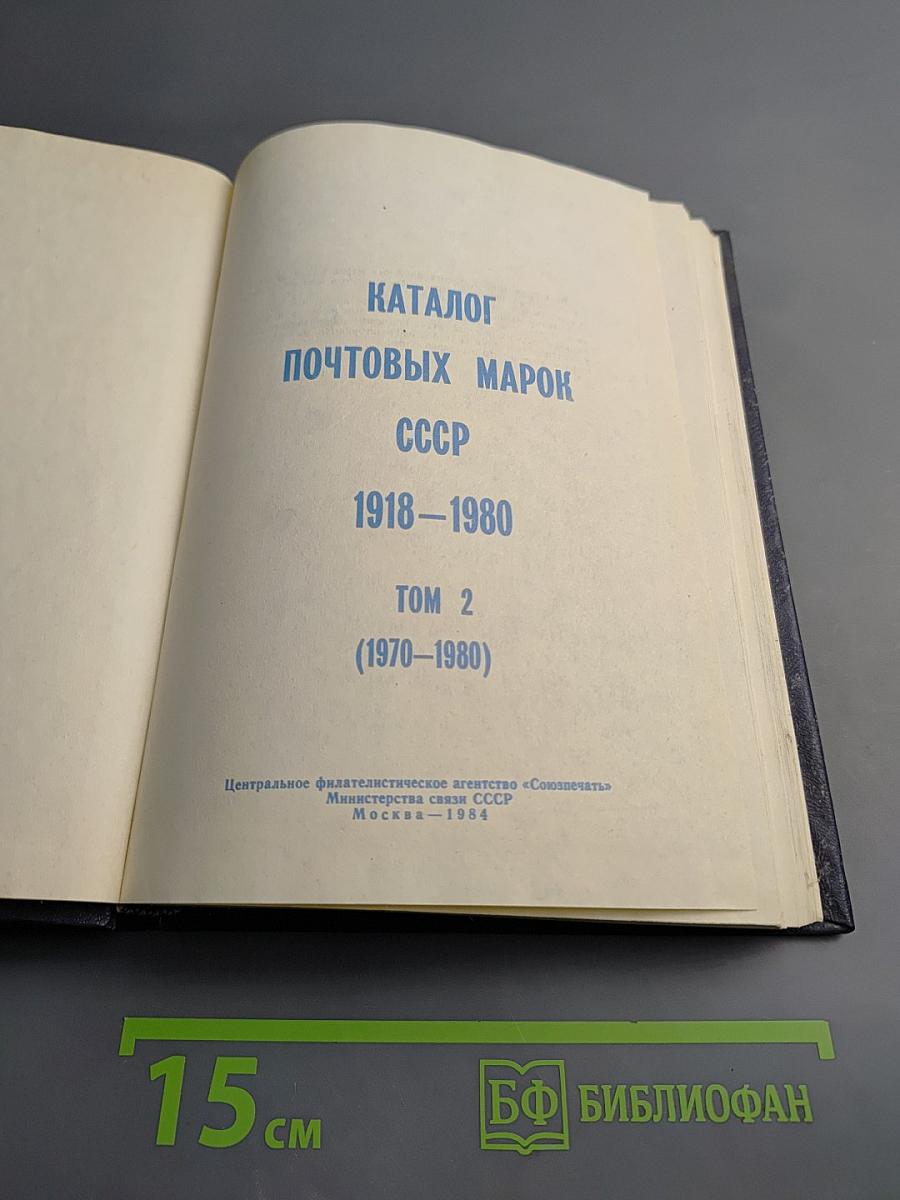 КАТАЛОГ
ПОЧТОВЫХ МАРОК
СССР
1918—1980
ТОМ 2
(1970—1980)
Центральное филателистическое агентство «Союзпечать»
Министерства связи СССР
Москва—1984
15 см
БФ БИБЛИОФАН